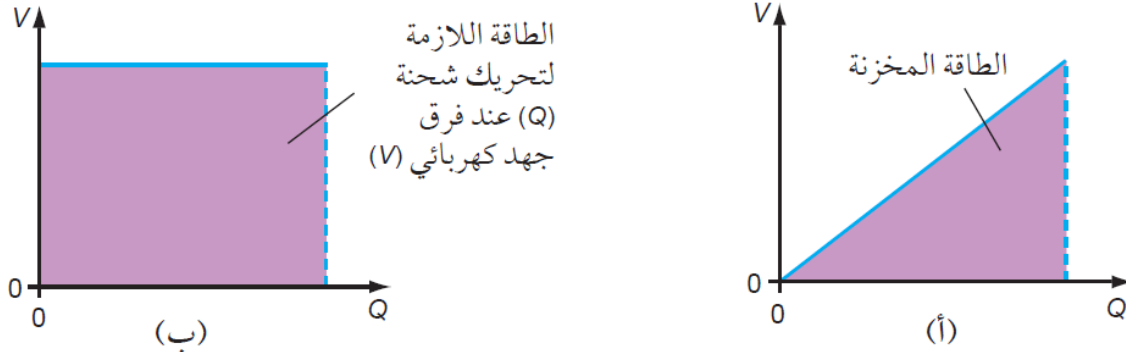 V
الطاقة المخزنة
0
0
Q
(أ)
V
الطاقة اللازمة
لتحريك شحنة
(Q) عند فرق
جهد كهربائي (V)
0
0
Q
(ب)